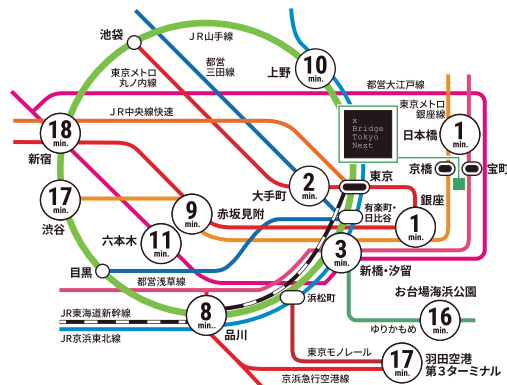 池袋
JR山手線
10
min.
上野
東京メトロ
丸ノ内線
都営
三田線
都営大江戸線
JR中央線快速
x
Bridge
Tokyo
Next
東京メトロ
銀座線
日本橋
1
min.
18
min.
新宿
京橋
宝町
東京
2
min.
大手町
17
min.
渋谷
9
min.
赤坂見附
有楽町・
日比谷
銀座
1
min.
六本木
11
min.
3
min.
新橋・汐留
目黒
都営浅草線
浜松町
お台場海浜公園
16
min.
ゆりかもめ
JR東海道新幹線
JR京浜東北線
8
min..
品川
東京モノレール
17
min.
羽田空港
第3ターミナル
京浜急行空港線